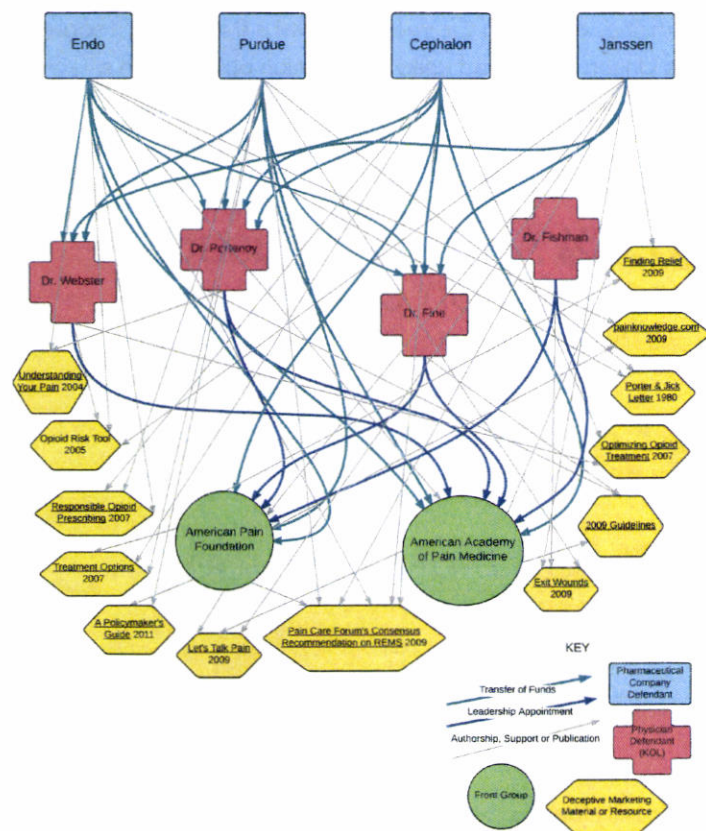 Endo
Purdue
Cephalon
Janssen
Dr. Portenoy
Dr. Fishman
Dr. Webster
Dr. Fine
Finding Relief
2009
painknowledge.com
2009
Understanding
Your Pain 2004
Porter & Jick
Letter 1980
Opioid Risk Tool
2005
Optimizing Opioid
Treatment 2007
Responsible Opioid
Prescribing 2007
American Pain
Foundation
American Academy
of Pain Medicine
2009 Guidelines
Treatment Options
2007
Exit Wounds
2009
A Policymaker's
Guide 2011
Let's Talk Pain
2009
Pain Care Forum's Consensus
Recommendation on REMS 2009
KEY
Transfer of Funds
Leadership Appointment
Authorship, Support or Publication
Pharmaceutical
Company
Defendant
Physician
Defendant
(KOL)
Front Group
Deceptive Marketing
Material or Resource